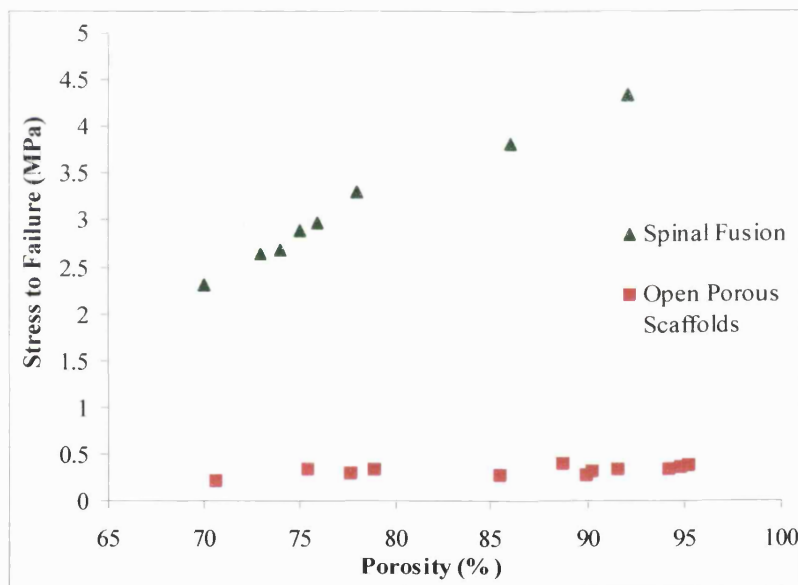 5
4.5
4
3.5
3
2.5
2
1.5
1
0.5
0
Stress to Failure (MPa)
Spinal Fusion
Open Porous
Scaffolds
65 70 75 80 85 90 95 100
Porosity (%)